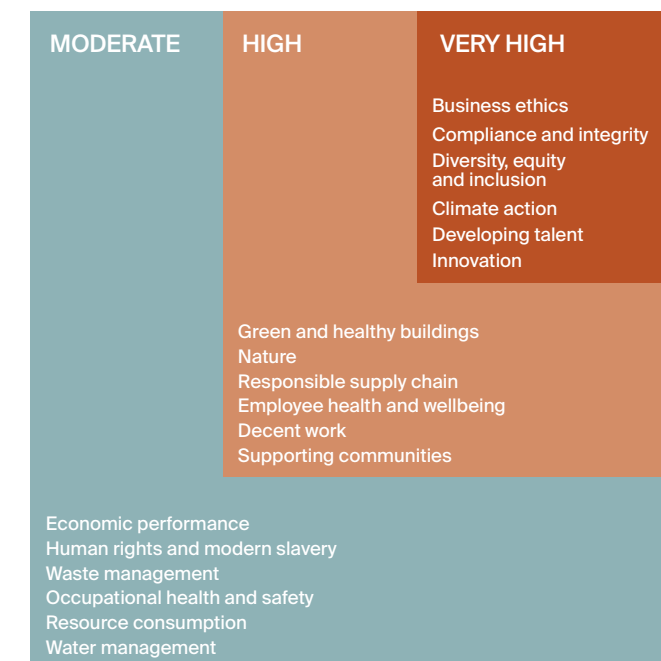 MODERATE
HIGH
VERY HIGH
Business ethics
Compliance and integrity
Diversity, equity
and inclusion
Climate action
Developing talent
Innovation
Green and healthy buildings
Nature
Responsible supply chain
Employee health and wellbeing
Decent work
Supporting communities
Economic performance
Human rights and modern slavery
Waste management
Occupational health and safety
Resource consumption
Water management